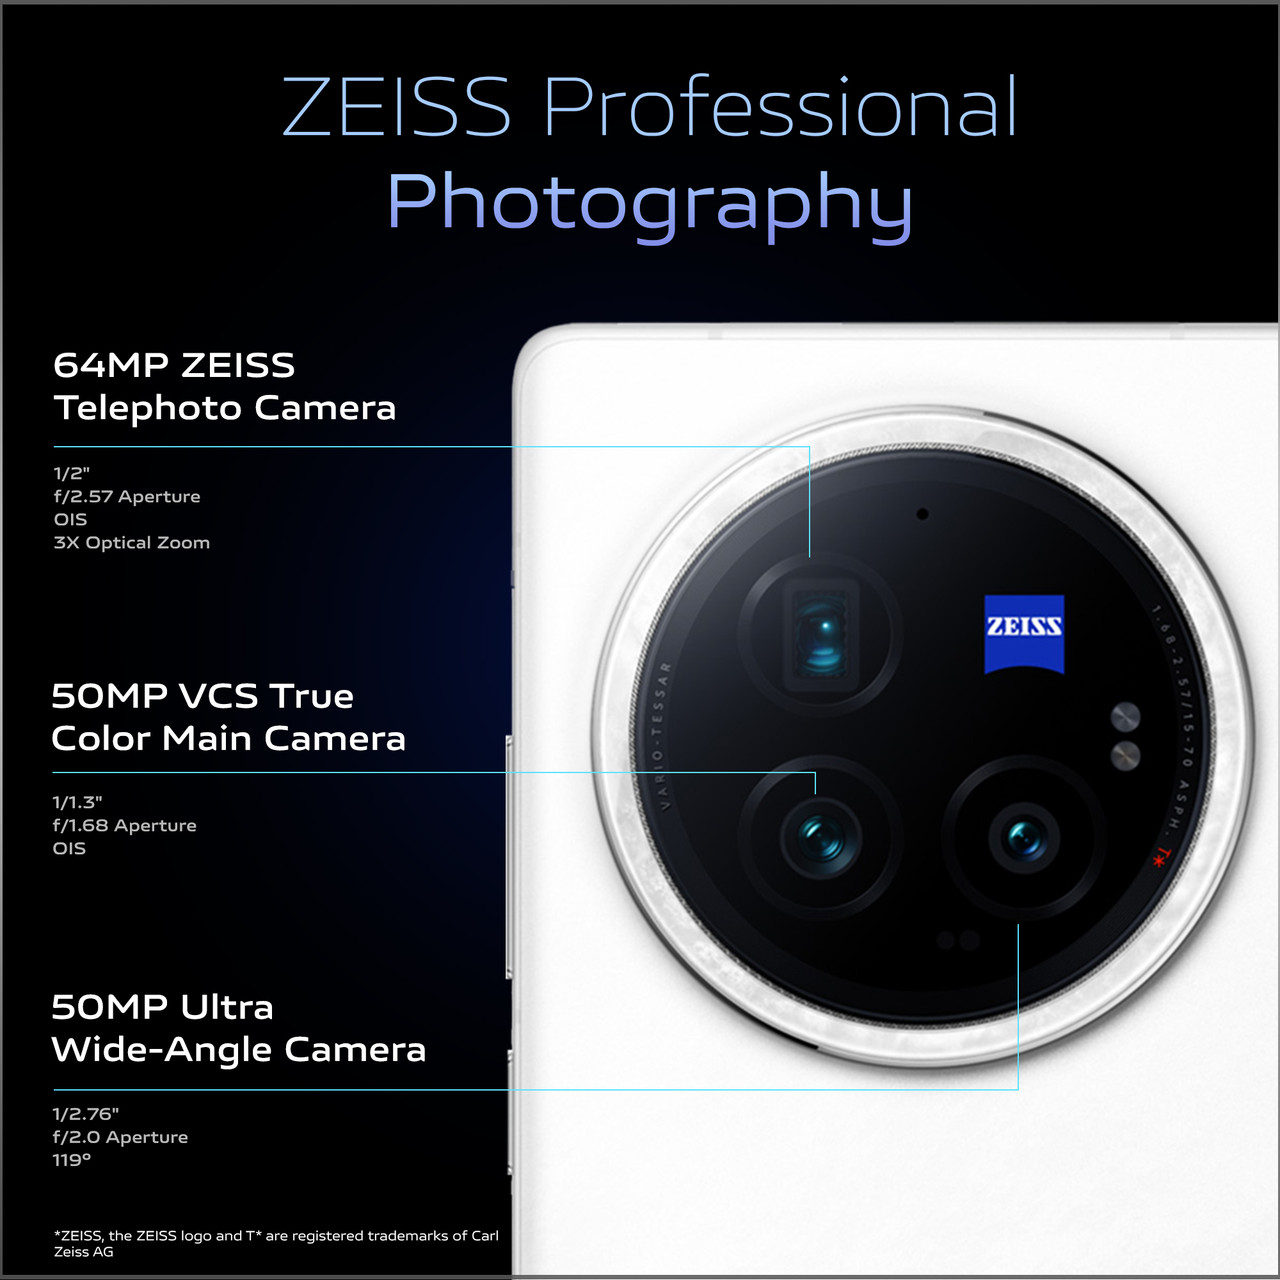 ZEISS Professional
Photography
64MP ZEISS
Telephoto Camera
1/2"
f/2.57 Aperture
OIS
3X Optical Zoom
50MP VCS True
Color Main Camera
1/1.3"
f/1.68 Aperture
OIS
50MP Ultra
Wide-Angle Camera
1/2.76"
f/2.0 Aperture
119°
*ZEISS, the ZEISS logo and T* are registered trademarks of Carl
Zeiss AG
ZEISS
VARIO-TESSAR
1.68-2.57/15-70 ASPH. T*